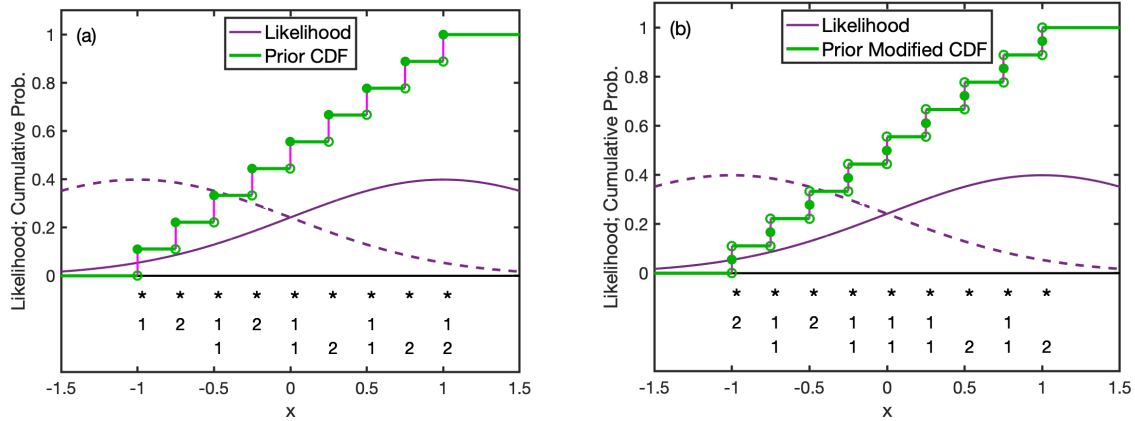 (a)
Likelihood
Prior CDF
Likelihood; Cumulative Prob.
1
0.8
0.6
0.4
0.2
0
* * * * * * * * *
1 2 1 2 1 1 1
1 1 2 1 2 2
-1.5 -1 -0.5 0 0.5 1 1.5
x
(b)
Likelihood
Prior Modified CDF
Likelihood; Cumulative Prob.
1
0.8
0.6
0.4
0.2
0
* * * * * * * * *
2 1 2 1 1 1 1
1 1 1 1 2 1 2
-1.5 -1 -0.5 0 0.5 1 1.5
x